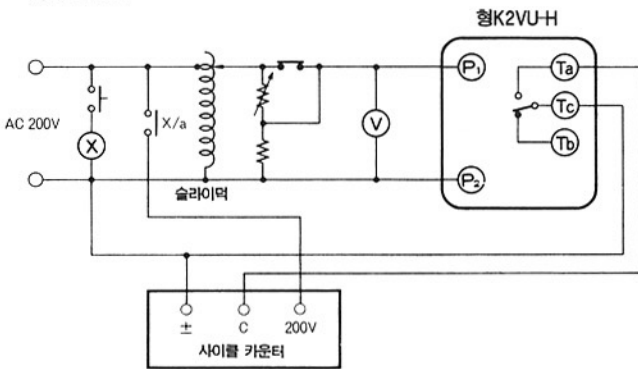 형K2VU-H
P₁
Ta
Tc
Tb
P₂
AC 200V
X
X/a
V
슬라이덕
± C 200V
사이클 카운터